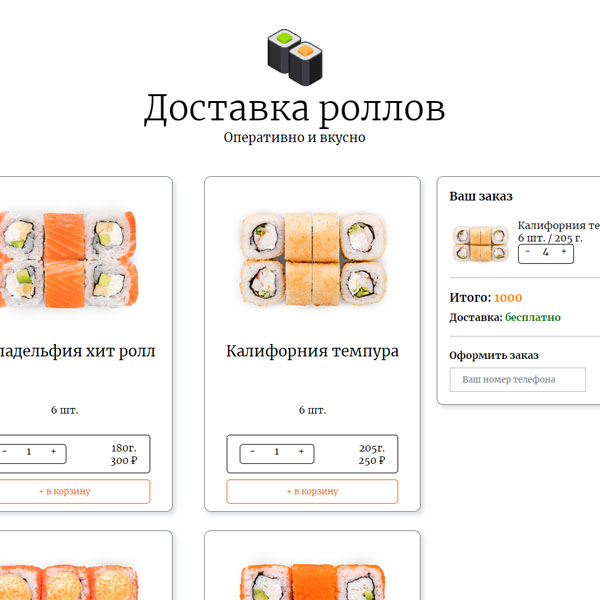 Доставка роллов
Оперативно и вкусно
ладельфия хит ролл
6 шт.
- 1 +
180г.
300 ₽
+ в корзину
Калифорния темпура
6 шт.
- 1 +
205г.
250 ₽
+ в корзину
Ваш заказ
Калифорния те
6 шт. / 205 г.
- 4 +
Итого: 1000
Доставка: бесплатно
Оформить заказ
Ваш номер телефона